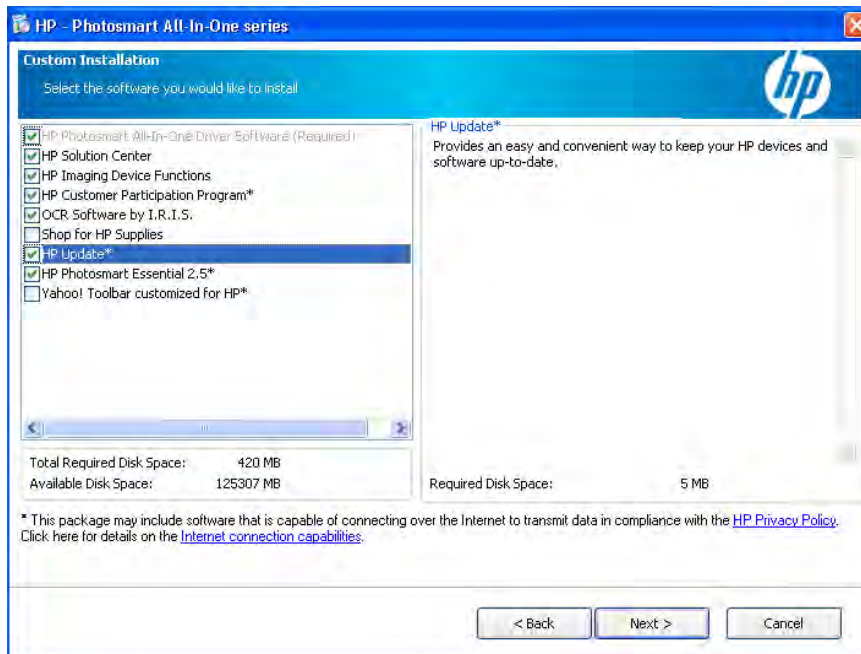 HP - Photosmart All-In-One series
Custom Installation
Select the software you would like to install
hp
HP Photosmart All-In-One Driver Software (Required)
HP Solution Center
HP Imaging Device Functions
HP Customer Participation Program*
OCR Software by I.R.I.S.
Shop for HP Supplies
HP Update*
HP Photosmart Essential 2.5*
Yahoo! Toolbar customized for HP*
HP Update*
Provides an easy and convenient way to keep your HP devices and
software up-to-date.
Total Required Disk Space: 420 MB
Available Disk Space: 125307 MB
Required Disk Space: 5 MB
* This package may include software that is capable of connecting over the Internet to transmit data in compliance with the HP Privacy Policy.
Click here for details on the Internet connection capabilities.
< Back
Next >
Cancel